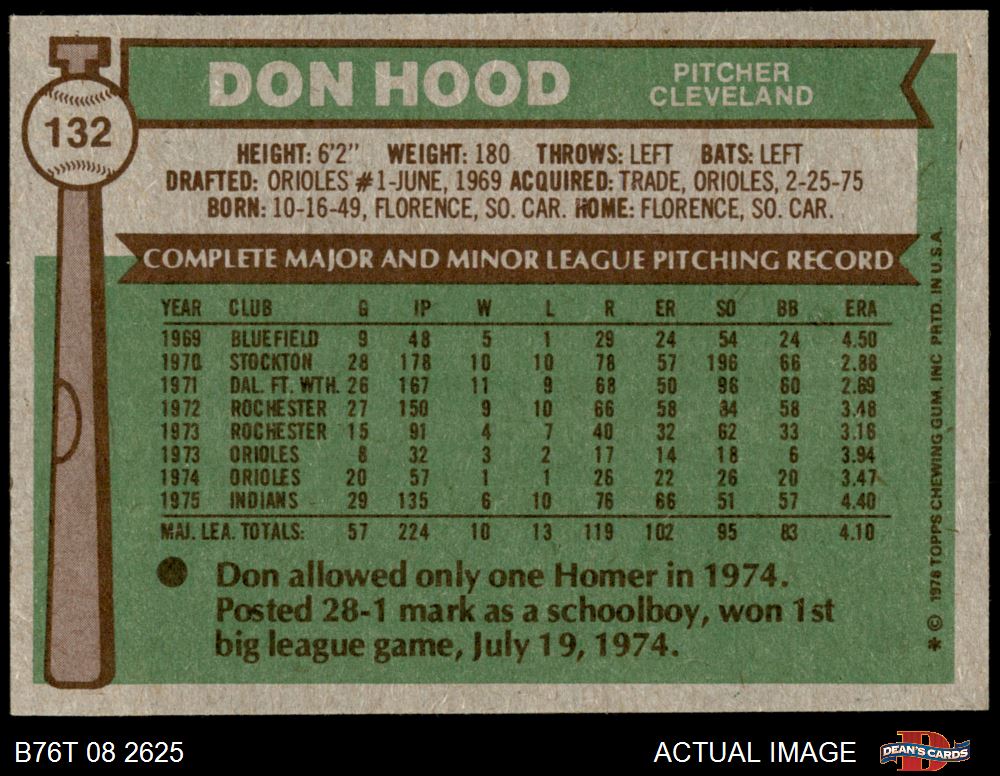 DON HOOD
PITCHER
CLEVELAND
132
HEIGHT: 6'2" WEIGHT: 180 THROWS: LEFT BATS: LEFT
DRAFTED: ORIOLES #1-JUNE, 1969 ACQUIRED: TRADE, ORIOLES, 2-25-75
BORN: 10-16-49, FLORENCE, SO. CAR. HOME: FLORENCE, SO. CAR.
COMPLETE MAJOR AND MINOR LEAGUE PITCHING RECORD
YEAR CLUB G IP W L R ER SO BB ERA
1969 BLUEFIELD 9 48 5 1 29 24 54 24 4.50
1970 STOCKTON 28 178 10 10 78 57 196 66 2.88
1971 DAL. FT. WTH. 26 167 11 9 68 50 96 60 2.69
1972 ROCHESTER 27 150 9 10 66 58 84 58 3.48
1973 ROCHESTER 15 91 4 7 40 32 62 33 3.16
1973 ORIOLES 8 32 3 2 17 14 18 6 3.94
1974 ORIOLES 20 57 1 1 26 22 26 20 3.47
1975 INDIANS 29 135 6 10 76 66 51 57 4.40
MAJ. LEA. TOTALS: 57 224 10 13 119 102 95 83 4.10
Don allowed only one Homer in 1974.
Posted 28-1 mark as a schoolboy, won 1st
big league game, July 19, 1974.
* © 1976 TOPPS CHEWING GUM, INC PRTD. IN U.S.A.
B76T 08 2625
ACTUAL IMAGE
DEAN'S CARDS